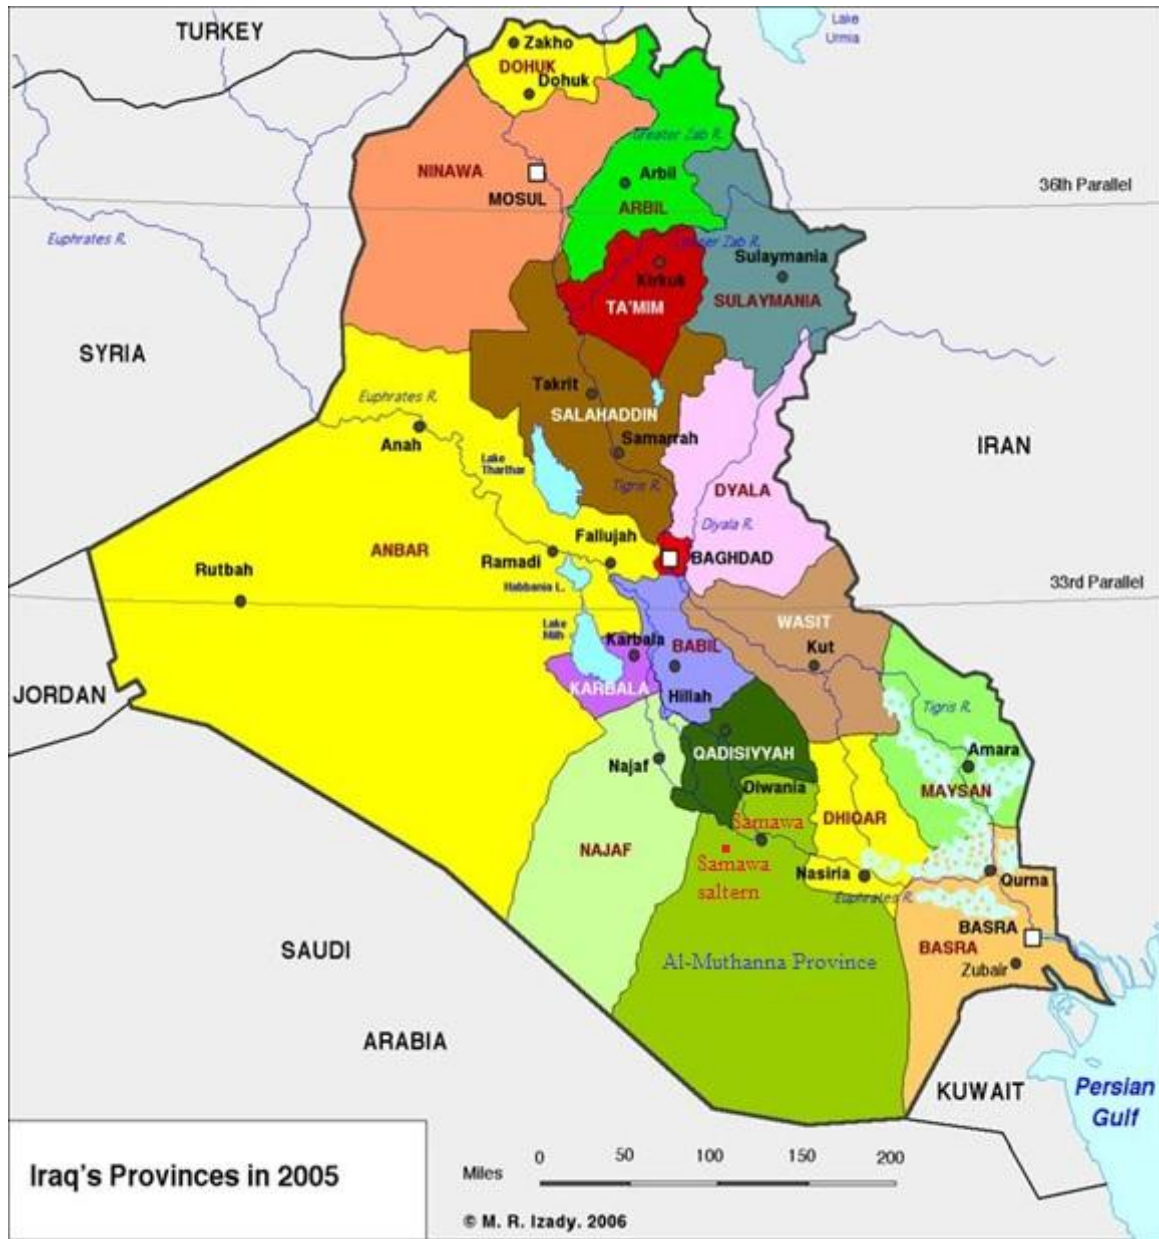 Lake
Urmia
TURKEY
Zakho
DOHUK
Dohuk
Greater Zab R.
NINAWA
Arbil
36th Parallel
MOSUL
ARBIL
Euphrates R.
Lesser Zab R.
Sulaymania
Kirkuk
TA'MIM
SULAYMANIA
SYRIA
Takrit
Euphrates R.
SALAHADDIN
Anah
Samarrah
IRAN
Lake
Tharthar
Tigris R.
DYALA
Diyala R.
Fallujah
ANBAR
Ramadi
BAGHDAD
Rutbah
Habbania L.
33rd Parallel
Lake
Milh
WASIT
Karbala
BABIL
Kut
KARBALA
JORDAN
Hillah
Tigris R.
QADISIYYAH
Amara
Najaf
Diwania
MAYSAN
Samawa
DHIQAR
NAJAF
Samawa
saltern
Nasiria
Qurna
Euphrates R.
BASRA
SAUDI
BASRA
Al-Muthanna Province
Zubair
ARABIA
KUWAIT
Persian
Gulf
Iraq's Provinces in 2005
Miles
0 50 100 150 200
© M. R. Izady. 2006